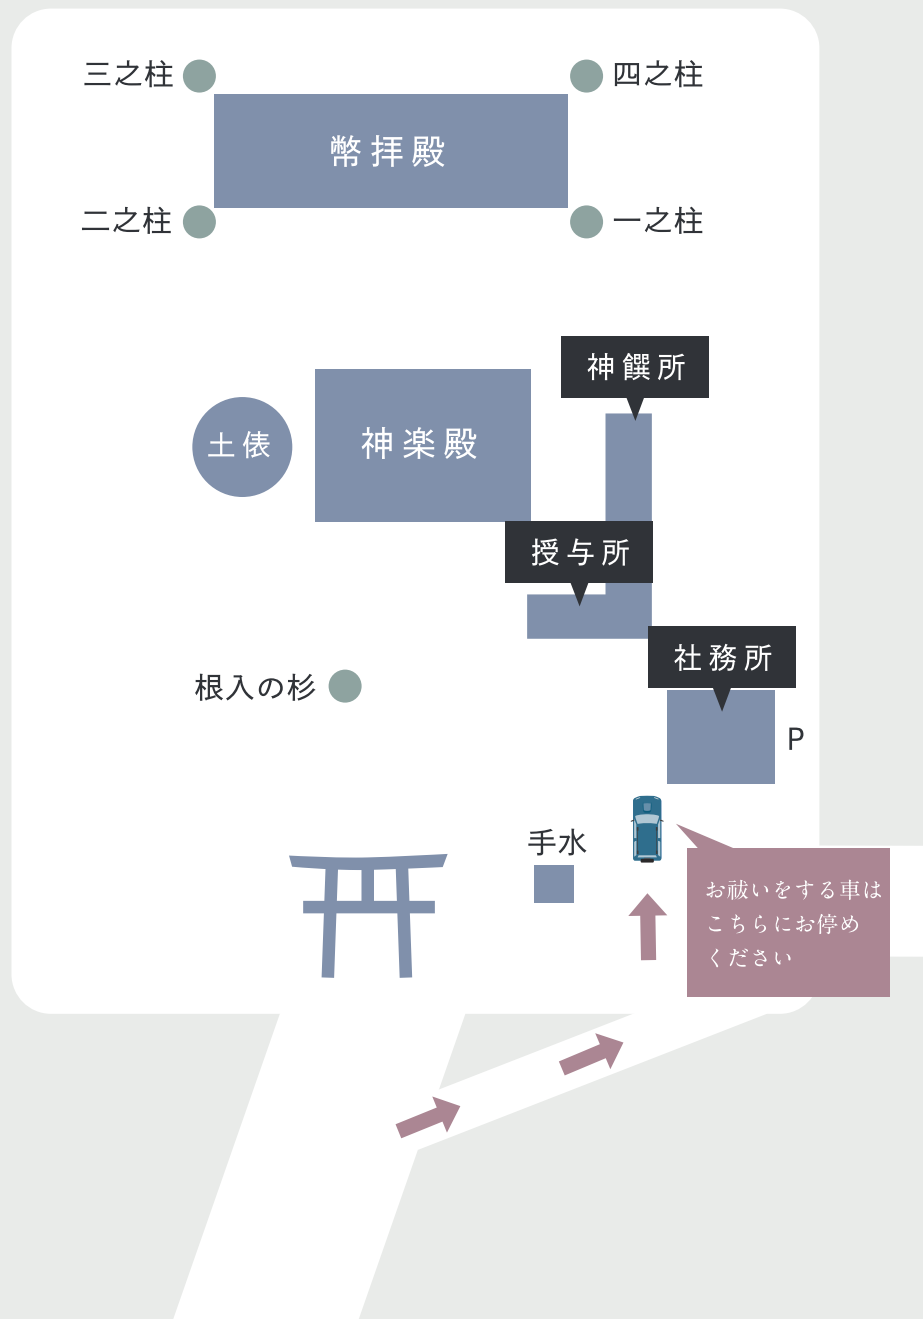 三之柱
四之柱
幣拝殿
二之柱
一之柱
神饌所
土俵
神楽殿
授与所
社務所
根入の杉
P
手水
お祓いをする車は
こちらにお停め
ください